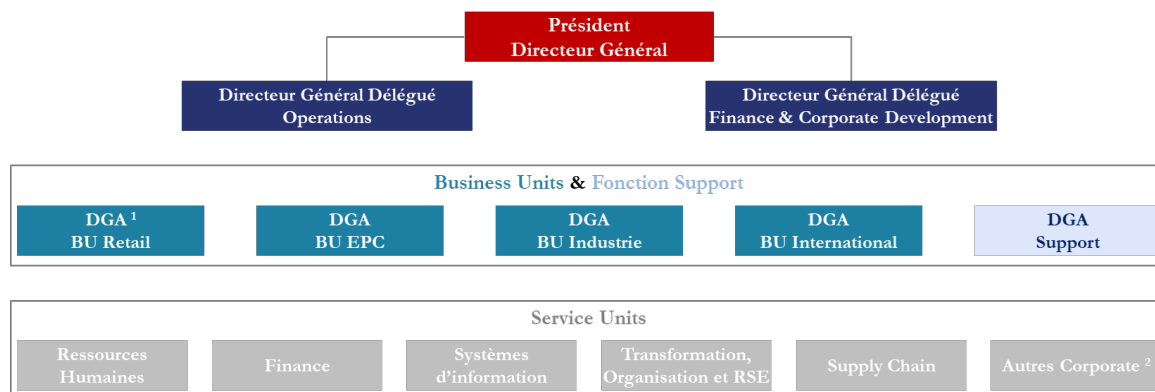 Président
Directeur Général
Directeur Général Délégué
Operations
Directeur Général Délégué
Finance & Corporate Development
Business Units & Fonction Support
DGA ¹
BU Retail
DGA
BU EPC
DGA
BU Industrie
DGA
BU International
DGA
Support
Service Units
Ressources
Humaines
Finance
Systèmes
d'information
Transformation,
Organisation et RSE
Supply Chain
Autres Corporate ²